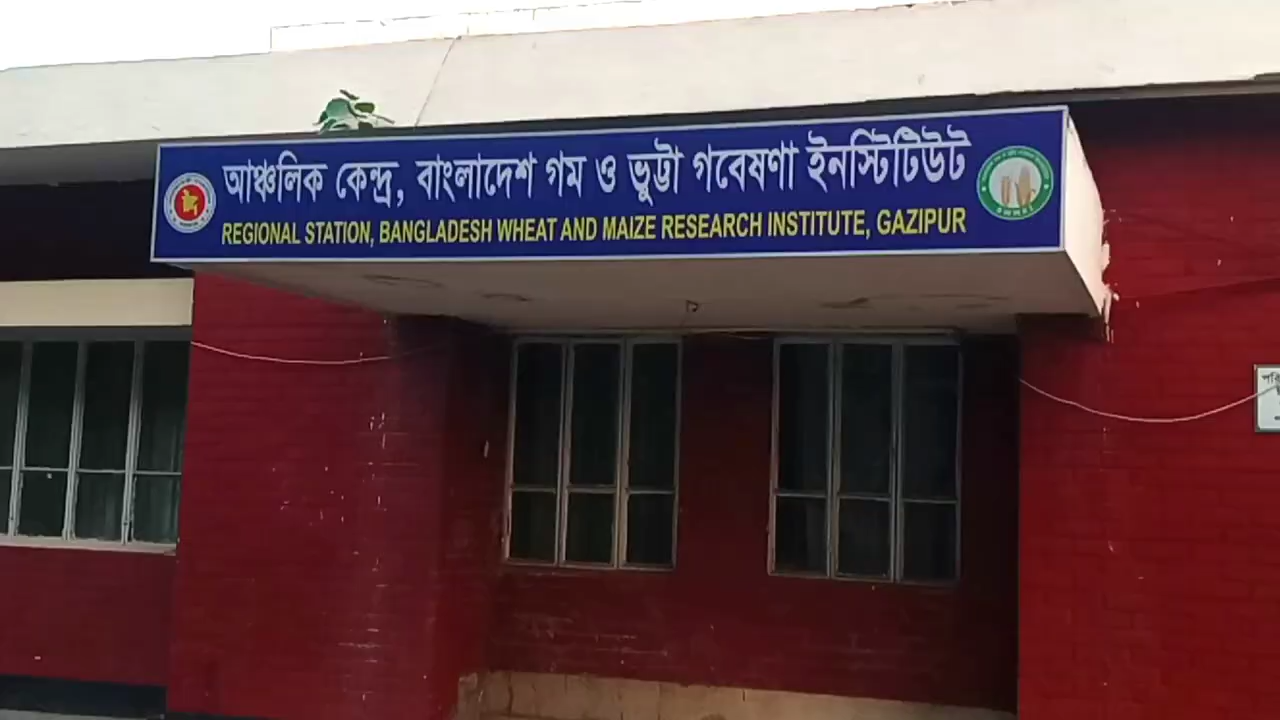 আঞ্চলিক কেন্দ্র, বাংলাদেশ গম ও ভূট্টা গবেষণা ইনস্টিটিউট
REGIONAL STATION, BANGLADESH WHEAT AND MAIZE RESEARCH INSTITUTE, GAZIPUR